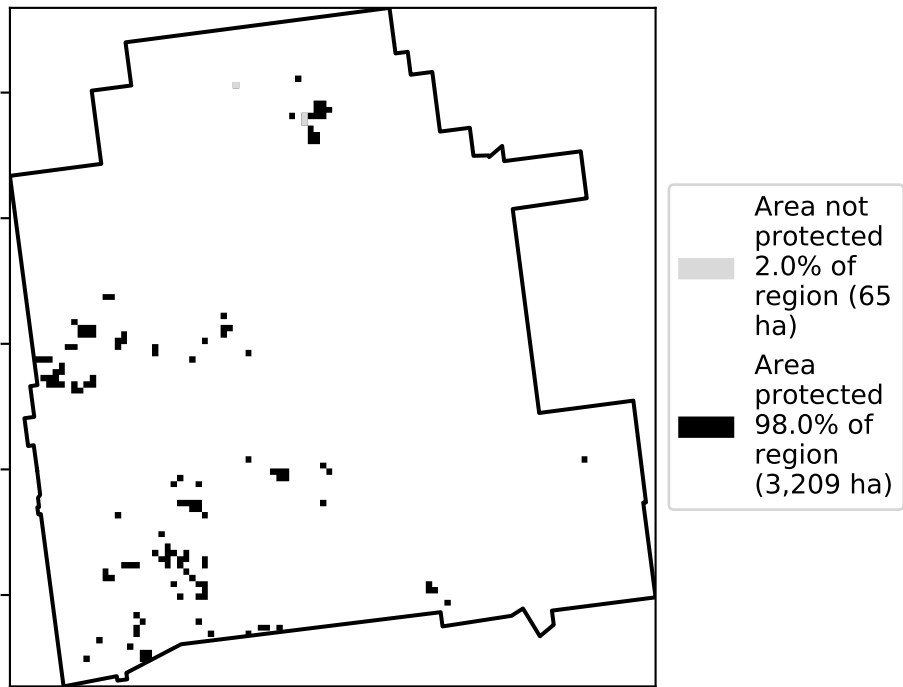 Area not
protected
2.0% of
region (65
ha)
Area
protected
98.0% of
region
(3,209 ha)